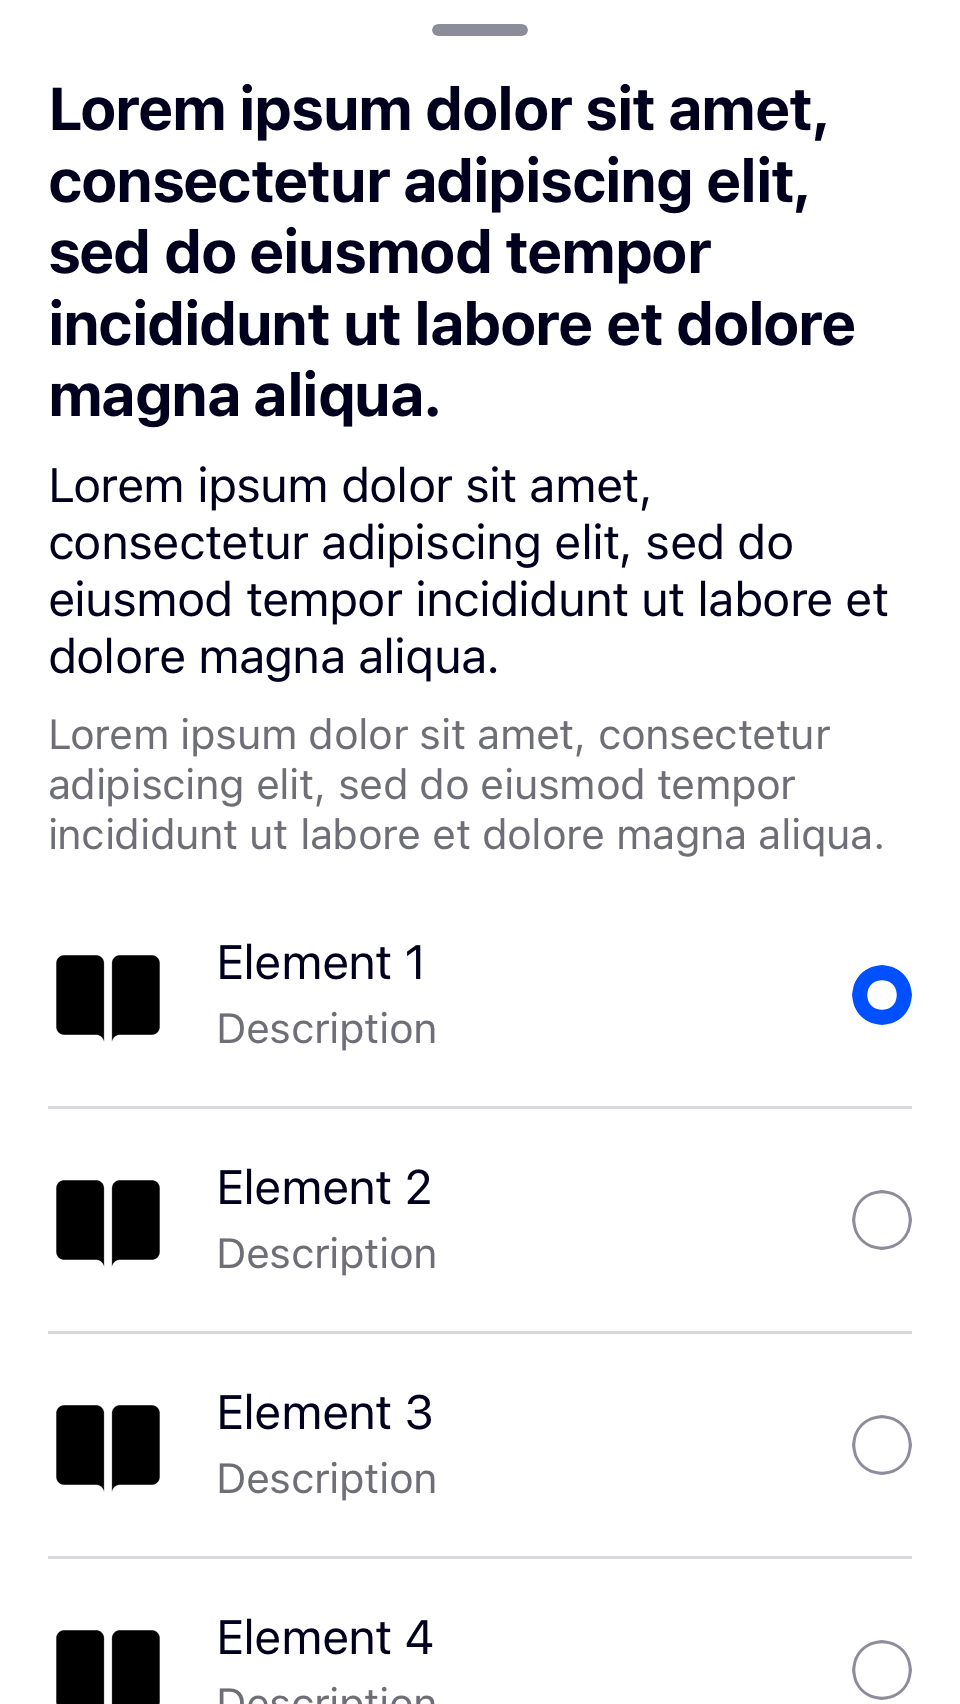 Lorem ipsum dolor sit amet,
consectetur adipiscing elit,
sed do eiusmod tempor
incididunt ut labore et dolore
magna aliqua.
Lorem ipsum dolor sit amet,
consectetur adipiscing elit, sed do
eiusmod tempor incididunt ut labore et
dolore magna aliqua.
Lorem ipsum dolor sit amet, consectetur
adipiscing elit, sed do eiusmod tempor
incididunt ut labore et dolore magna aliqua.
Element 1
Description
Element 2
Description
Element 3
Description
Element 4
Description